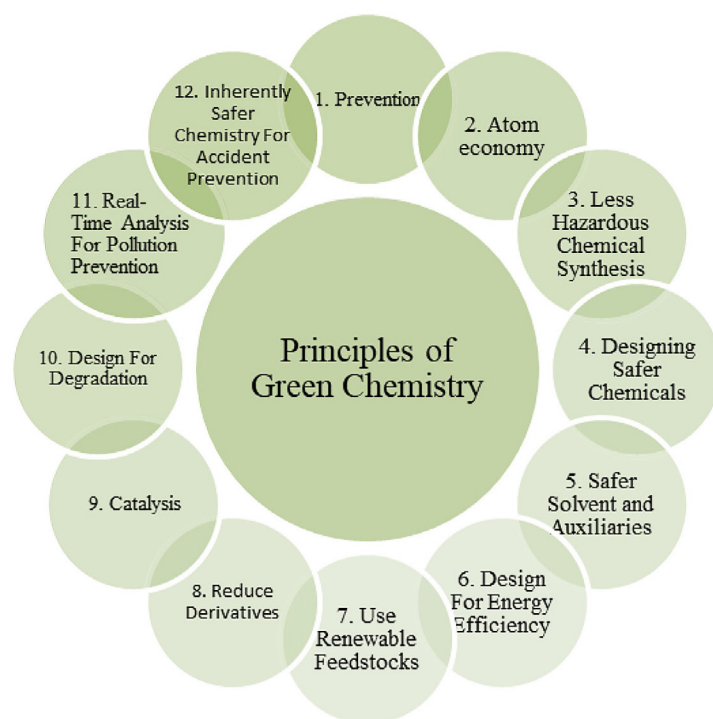 Principles of
Green Chemistry
1. Prevention
2. Atom
economy
3. Less
Hazardous
Chemical
Synthesis
4. Designing
Safer
Chemicals
5. Safer
Solvent and
Auxiliaries
6. Design
For Energy
Efficiency
7. Use
Renewable
Feedstocks
8. Reduce
Derivatives
9. Catalysis
10. Design For
Degradation
11. Real-
Time Analysis
For Pollution
Prevention
12. Inherently
Safer
Chemistry For
Accident
Prevention